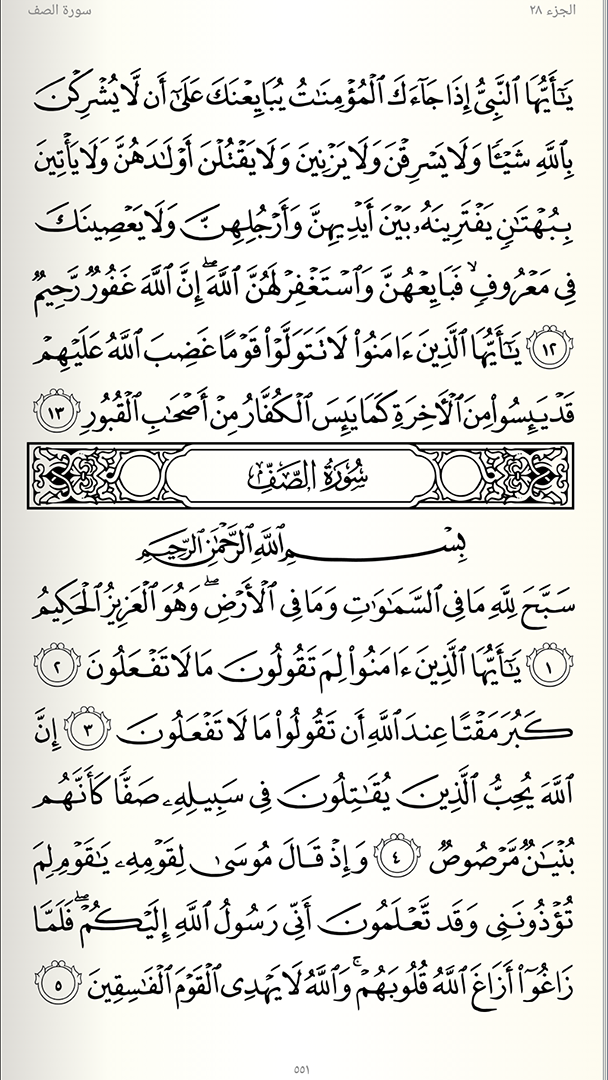 الجزء ٢٨
سورة الصف
يَٰٓأَيُّهَا ٱلنَّبِيُّ إِذَا جَآءَكَ ٱلْمُؤْمِنَٰتُ يُبَايِعْنَكَ عَلَىٰٓ أَن لَّا يُشْرِكْنَ
بِٱللَّهِ شَيْـًٔا وَلَا يَسْرِقْنَ وَلَا يَزْنِينَ وَلَا يَقْتُلْنَ أَوْلَٰدَهُنَّ وَلَا يَأْتِينَ
بِبُهْتَٰنٍ يَفْتَرِينَهُۥ بَيْنَ أَيْدِيهِنَّ وَأَرْجُلِهِنَّ وَلَا يَعْصِينَكَ
فِى مَعْرُوفٍ ۙ فَبَايِعْهُنَّ وَٱسْتَغْفِرْ لَهُنَّ ٱللَّهَ ۖ إِنَّ ٱللَّهَ غَفُورٌ رَّحِيمٌ
١٢ يَٰٓأَيُّهَا ٱلَّذِينَ ءَامَنُوا۟ لَا تَتَوَلَّوْا۟ قَوْمًا غَضِبَ ٱللَّهُ عَلَيْهِمْ
قَدْ يَئِسُوا۟ مِنَ ٱلْءَاخِرَةِ كَمَا يَئِسَ ٱلْكُفَّارُ مِنْ أَصْحَٰبِ ٱلْقُبُورِ ١٣
سُورَةُ الصَّفِّ
بِسْمِ ٱللَّهِ ٱلرَّحْمَٰنِ ٱلرَّحِيمِ
سَبَّحَ لِلَّهِ مَا فِى ٱلسَّمَٰوَٰتِ وَمَا فِى ٱلْأَرْضِ ۖ وَهُوَ ٱلْعَزِيزُ ٱلْحَكِيمُ
١ يَٰٓأَيُّهَا ٱلَّذِينَ ءَامَنُوا۟ لِمَ تَقُولُونَ مَا لَا تَفْعَلُونَ ٢
كَبُرَ مَقْتًا عِندَ ٱللَّهِ أَن تَقُولُوا۟ مَا لَا تَفْعَلُونَ ٣ إِنَّ
ٱللَّهَ يُحِبُّ ٱلَّذِينَ يُقَٰتِلُونَ فِى سَبِيلِهِۦ صَفًّا كَأَنَّهُم
بُنْيَٰنٌ مَّرْصُوصٌ ٤ وَإِذْ قَالَ مُوسَىٰ لِقَوْمِهِۦ يَٰقَوْمِ لِمَ
تُؤْذُونَنِى وَقَد تَّعْلَمُونَ أَنِّى رَسُولُ ٱللَّهِ إِلَيْكُمْ ۖ فَلَمَّا
زَاغُوٓا۟ أَزَاغَ ٱللَّهُ قُلُوبَهُمْ ۚ وَٱللَّهُ لَا يَهْدِى ٱلْقَوْمَ ٱلْفَٰسِقِينَ ٥
٥٥١